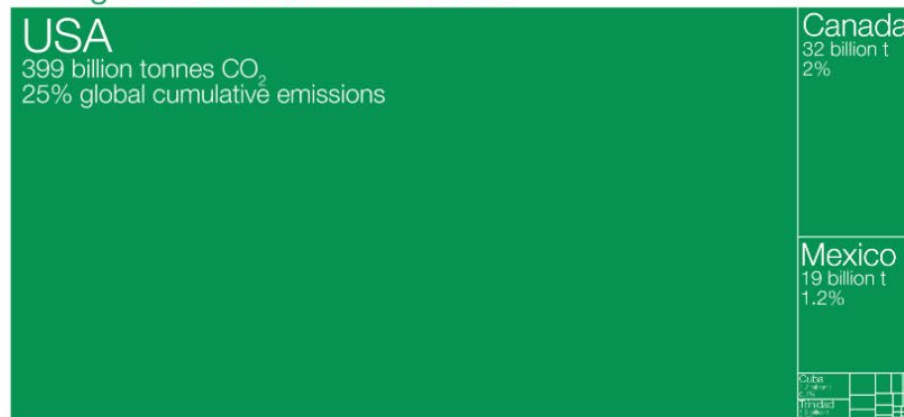 USA
399 billion tonnes CO₂
25% global cumulative emissions
Canada
32 billion t
2%
Mexico
19 billion t
1.2%
Cuba
Trinidad